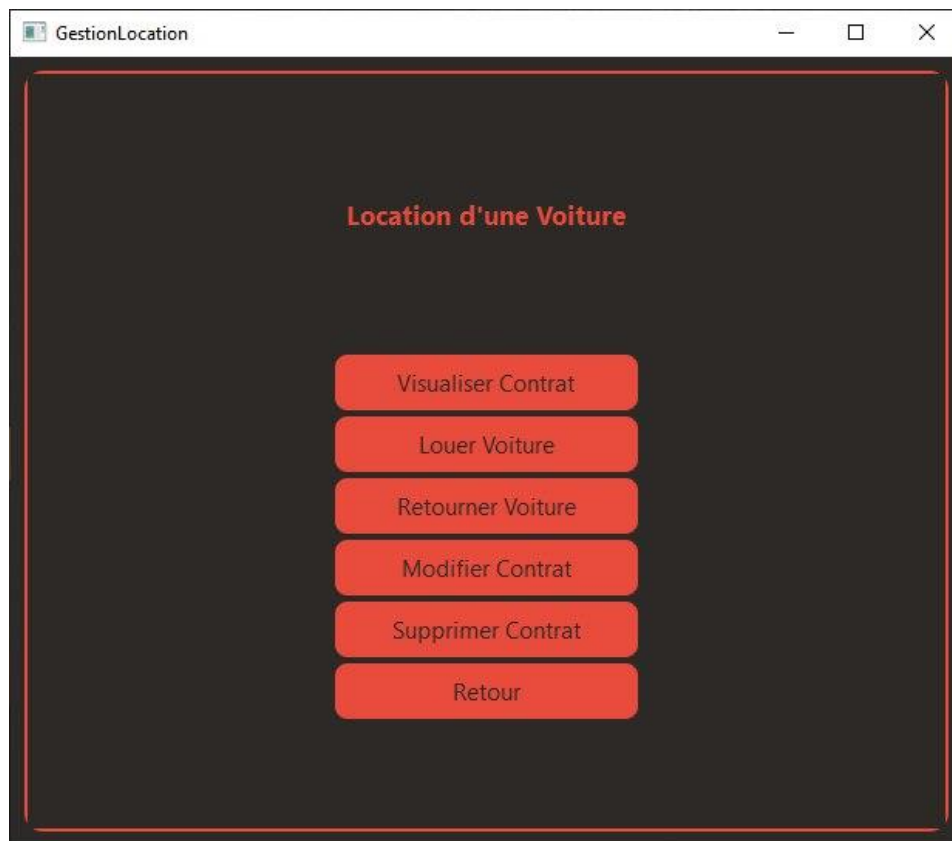 GestionLocation
Location d'une Voiture
Visualiser Contrat
Louer Voiture
Retourner Voiture
Modifier Contrat
Supprimer Contrat
Retour